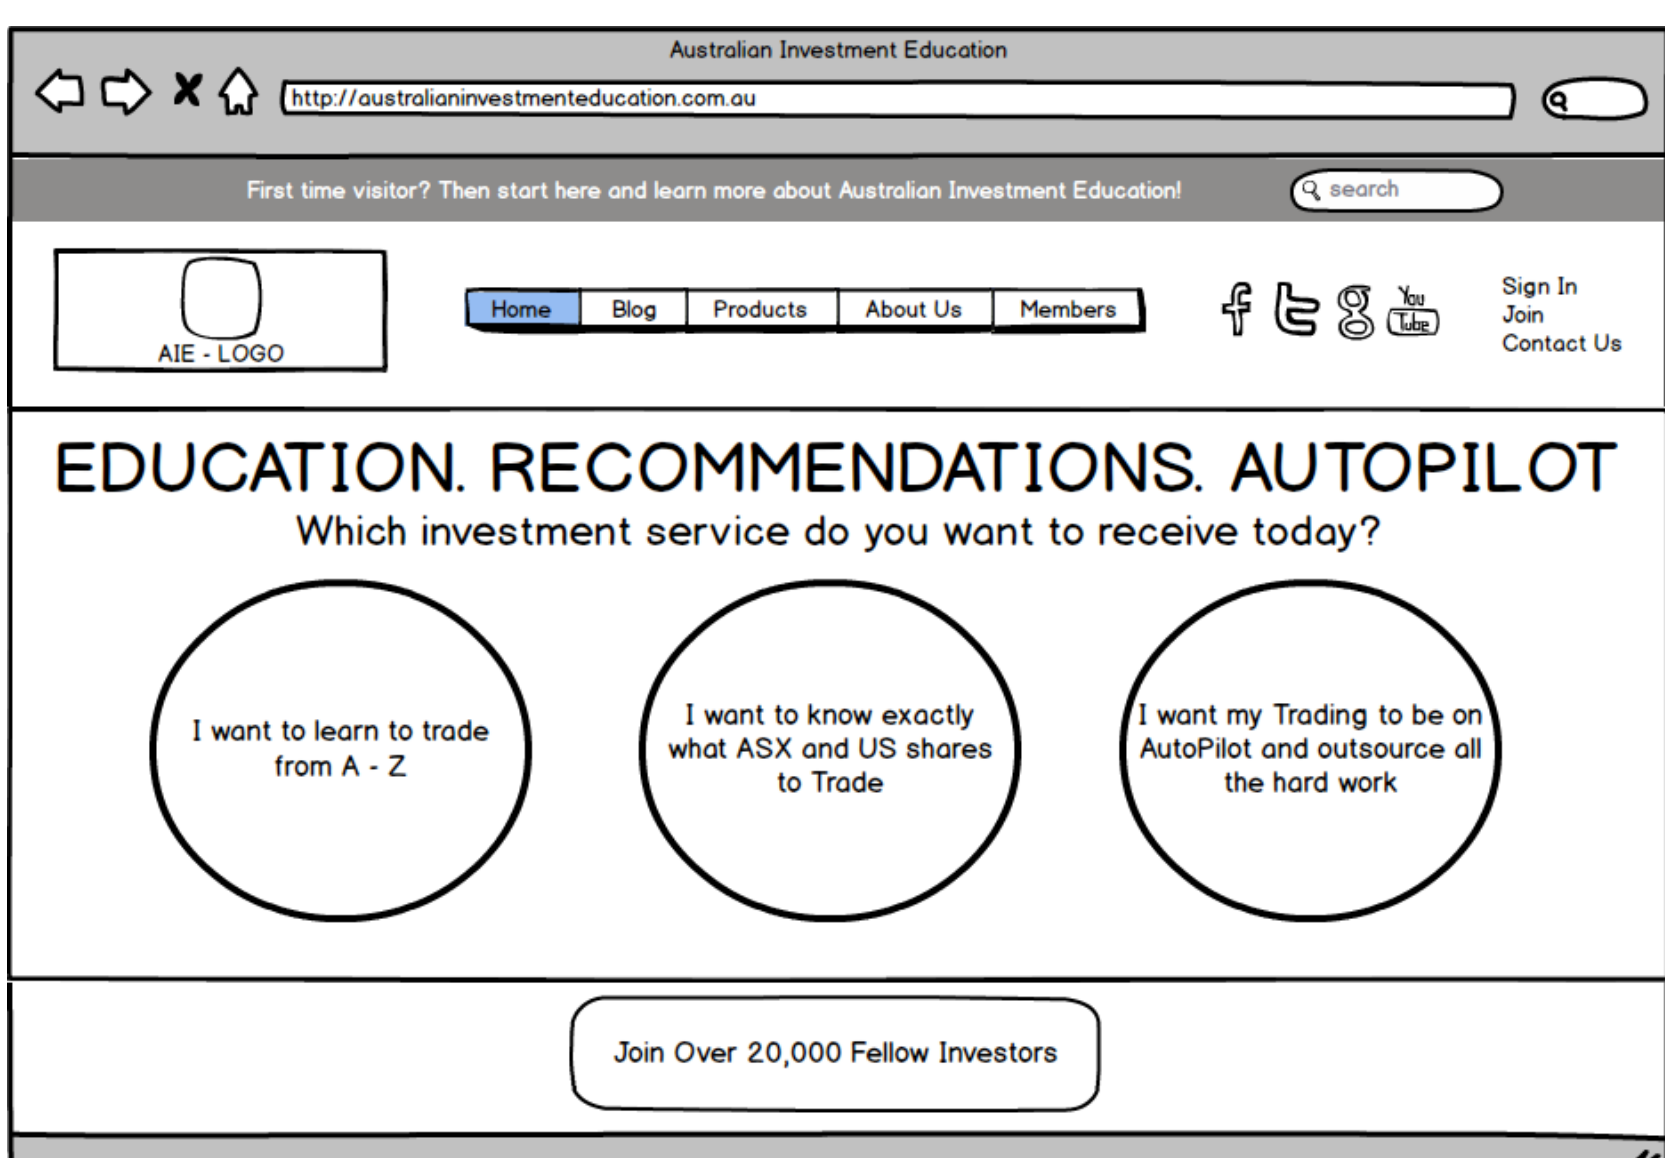 Australian Investment Education
http://australianinvestmenteducation.com.au
First time visitor? Then start here and learn more about Australian Investment Education!
search
AIE - LOGO
Home
Blog
Products
About Us
Members
You
Tube
Sign In
Join
Contact Us
EDUCATION. RECOMMENDATIONS. AUTOPILOT
Which investment service do you want to receive today?
I want to learn to trade
from A - Z
I want to know exactly
what ASX and US shares
to Trade
I want my Trading to be on
AutoPilot and outsource all
the hard work
Join Over 20,000 Fellow Investors